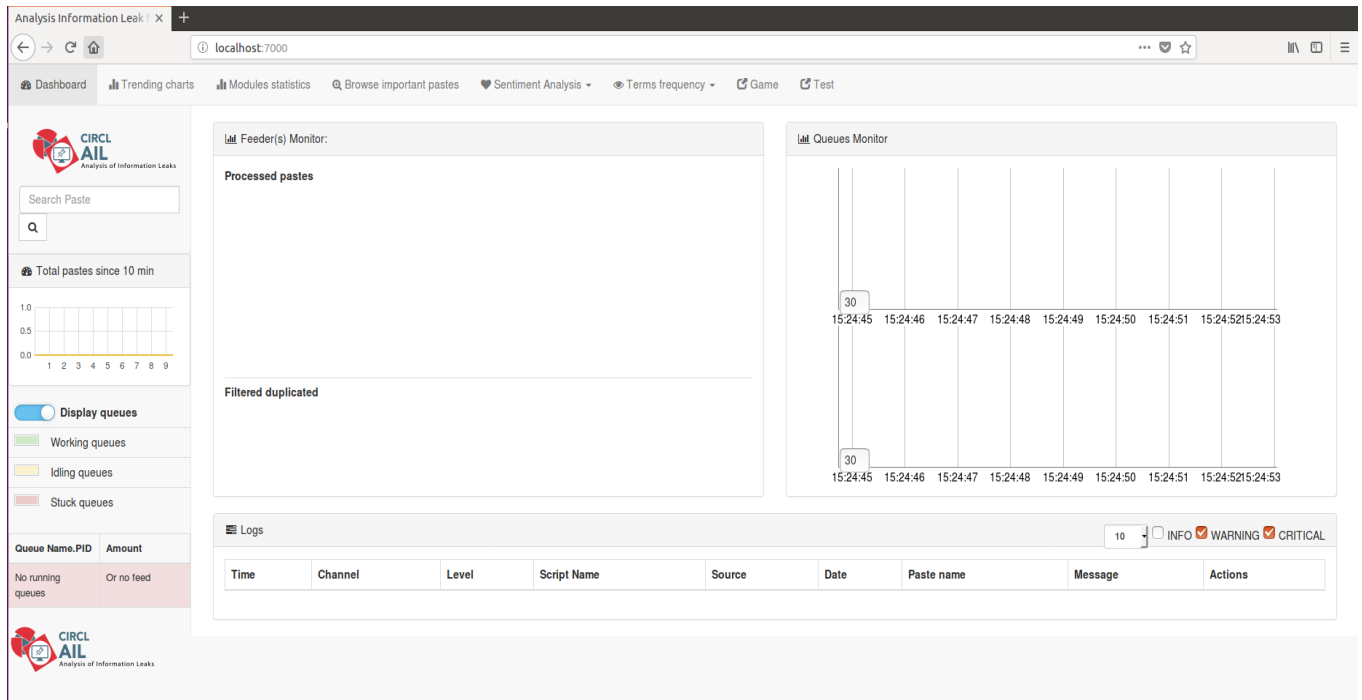 Analysis Information Leak
localhost:7000
Dashboard
Trending charts
Modules statistics
Browse important pastes
Sentiment Analysis
Terms frequency
Game
Test
CIRCL
AIL
Analysis of Information Leaks
Search Paste
Total pastes since 10 min
1.0
0.5
0.0
1 2 3 4 5 6 7 8 9
Display queues
Working queues
Idling queues
Stuck queues
Queue Name.PID Amount
No running Or no feed
queues
CIRCL
AIL
Analysis of Information Leaks
Feeder(s) Monitor:
Processed pastes
Filtered duplicated
Queues Monitor
30
15:24:45 15:24:46 15:24:47 15:24:48 15:24:49 15:24:50 15:24:51 15:24:52 15:24:53
30
15:24:45 15:24:46 15:24:47 15:24:48 15:24:49 15:24:50 15:24:51 15:24:52 15:24:53
Logs
10 INFO WARNING CRITICAL
Time Channel Level Script Name Source Date Paste name Message Actions